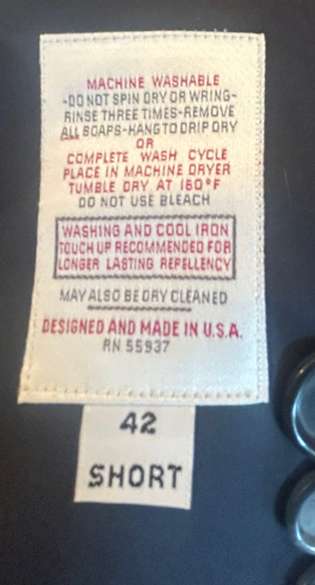 MACHINE WASHABLE
-DO NOT SPIN DRY OR WRING-
RINSE THREE TIMES-REMOVE
ALL SOAPS-HANG TO DRIP DRY
OR
COMPLETE WASH CYCLE
PLACE IN MACHINE DRYER
TUMBLE DRY AT 160°F
DO NOT USE BLEACH
WASHING AND COOL IRON
TOUCH UP RECOMMENDED FOR
LONGER LASTING REPELLENCY
MAY ALSO BE DRY CLEANED
DESIGNED AND MADE IN U.S.A.
RN 55937
42
SHORT